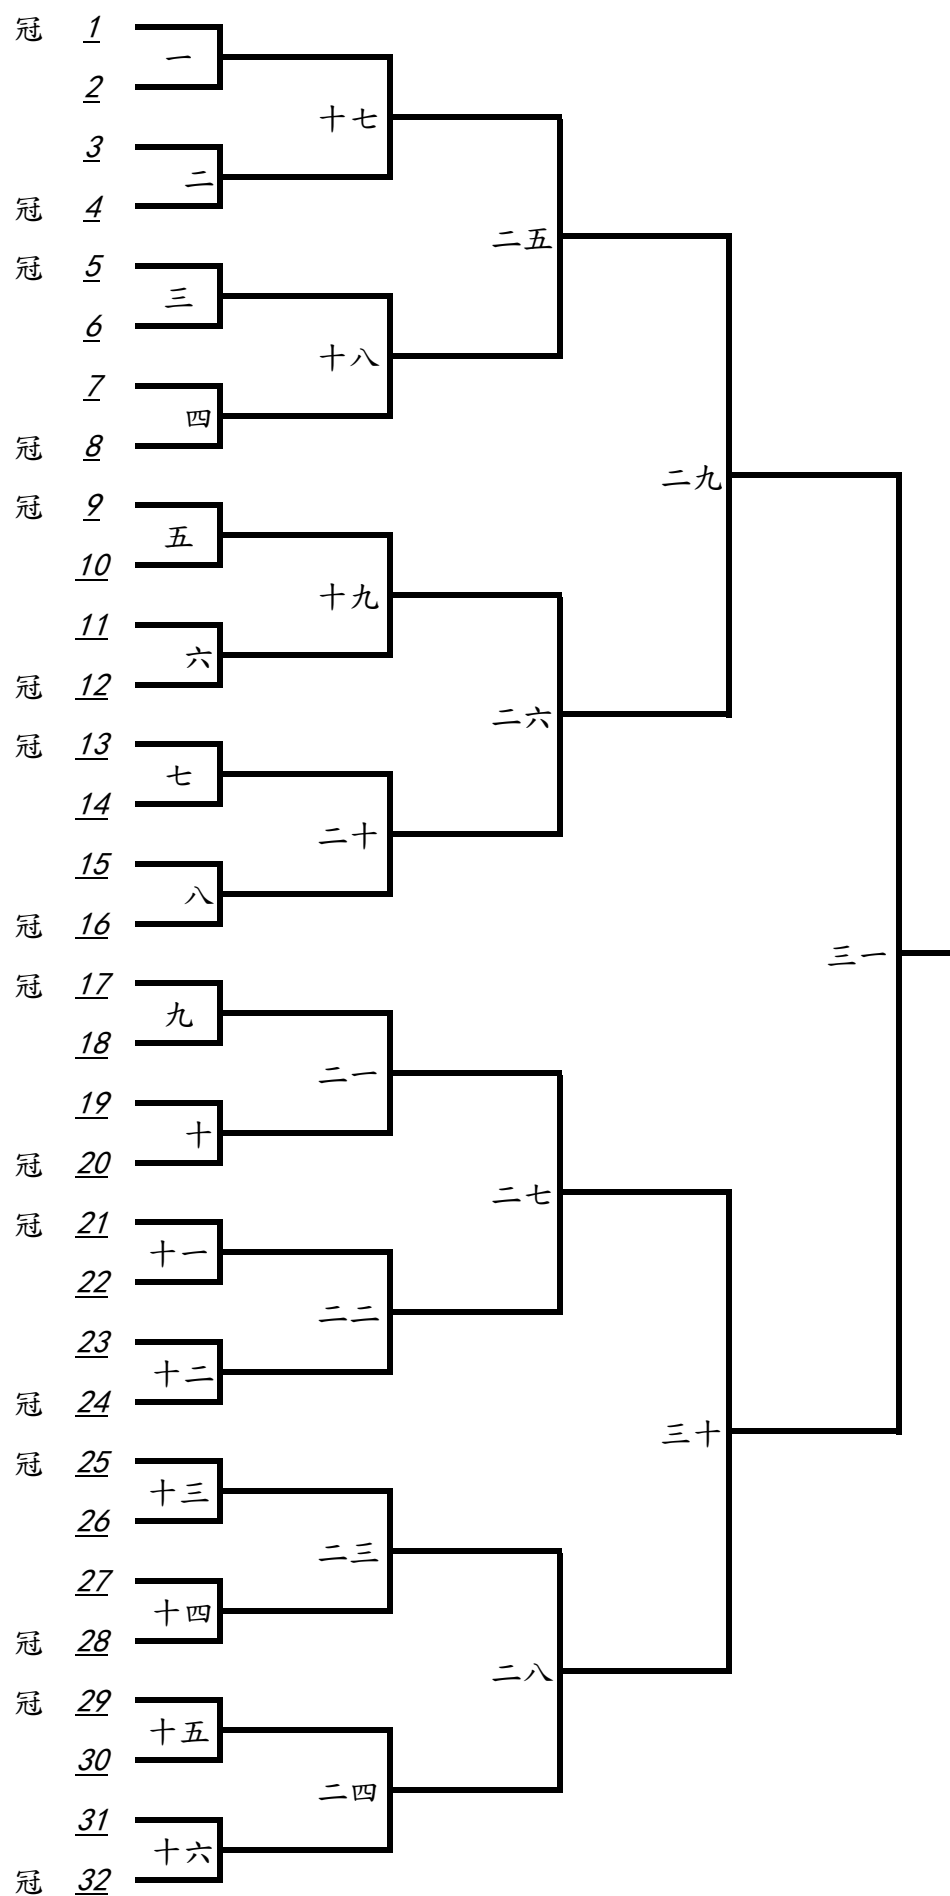 冠 1
一
2
十七
3
二
冠 4
二五
冠 5
三
6
十八
7
四
冠 8
二九
冠 9
五
10
十九
11
六
冠 12
二六
冠 13
七
14
二十
15
八
冠 16
三一
冠 17
九
18
二一
19
十
冠 20
二七
冠 21
十一
22
二二
23
十二
冠 24
三十
冠 25
十三
26
二三
27
十四
冠 28
二八
冠 29
十五
30
二四
31
十六
冠 32